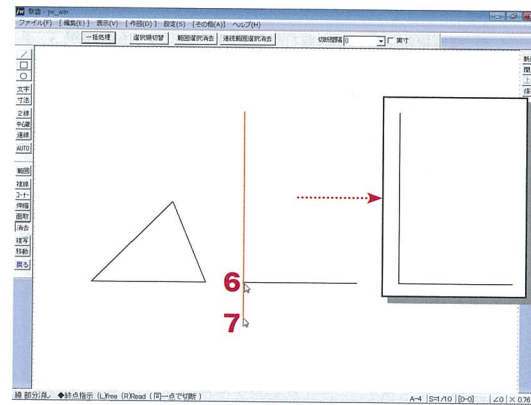 無題 - jw_win
ファイル(F) [編集(E)] 表示(V) [作図(D)] 設定(S) [その他(A)] ヘルプ(H)
一括処理 選択順切替 範囲選択消去 連続範囲選択消去 切断間隔 実寸
文字
寸法
2線
中心線
連線
AUTO
範囲
複線
コーナー
伸縮
面取
消去
複写
移動
戻る
6
7
線 部分消し ◆終点指示 (L)free (R)Read (同一点で切断)
A-4 S=1/10 [0-0] ∠0 × 0.76